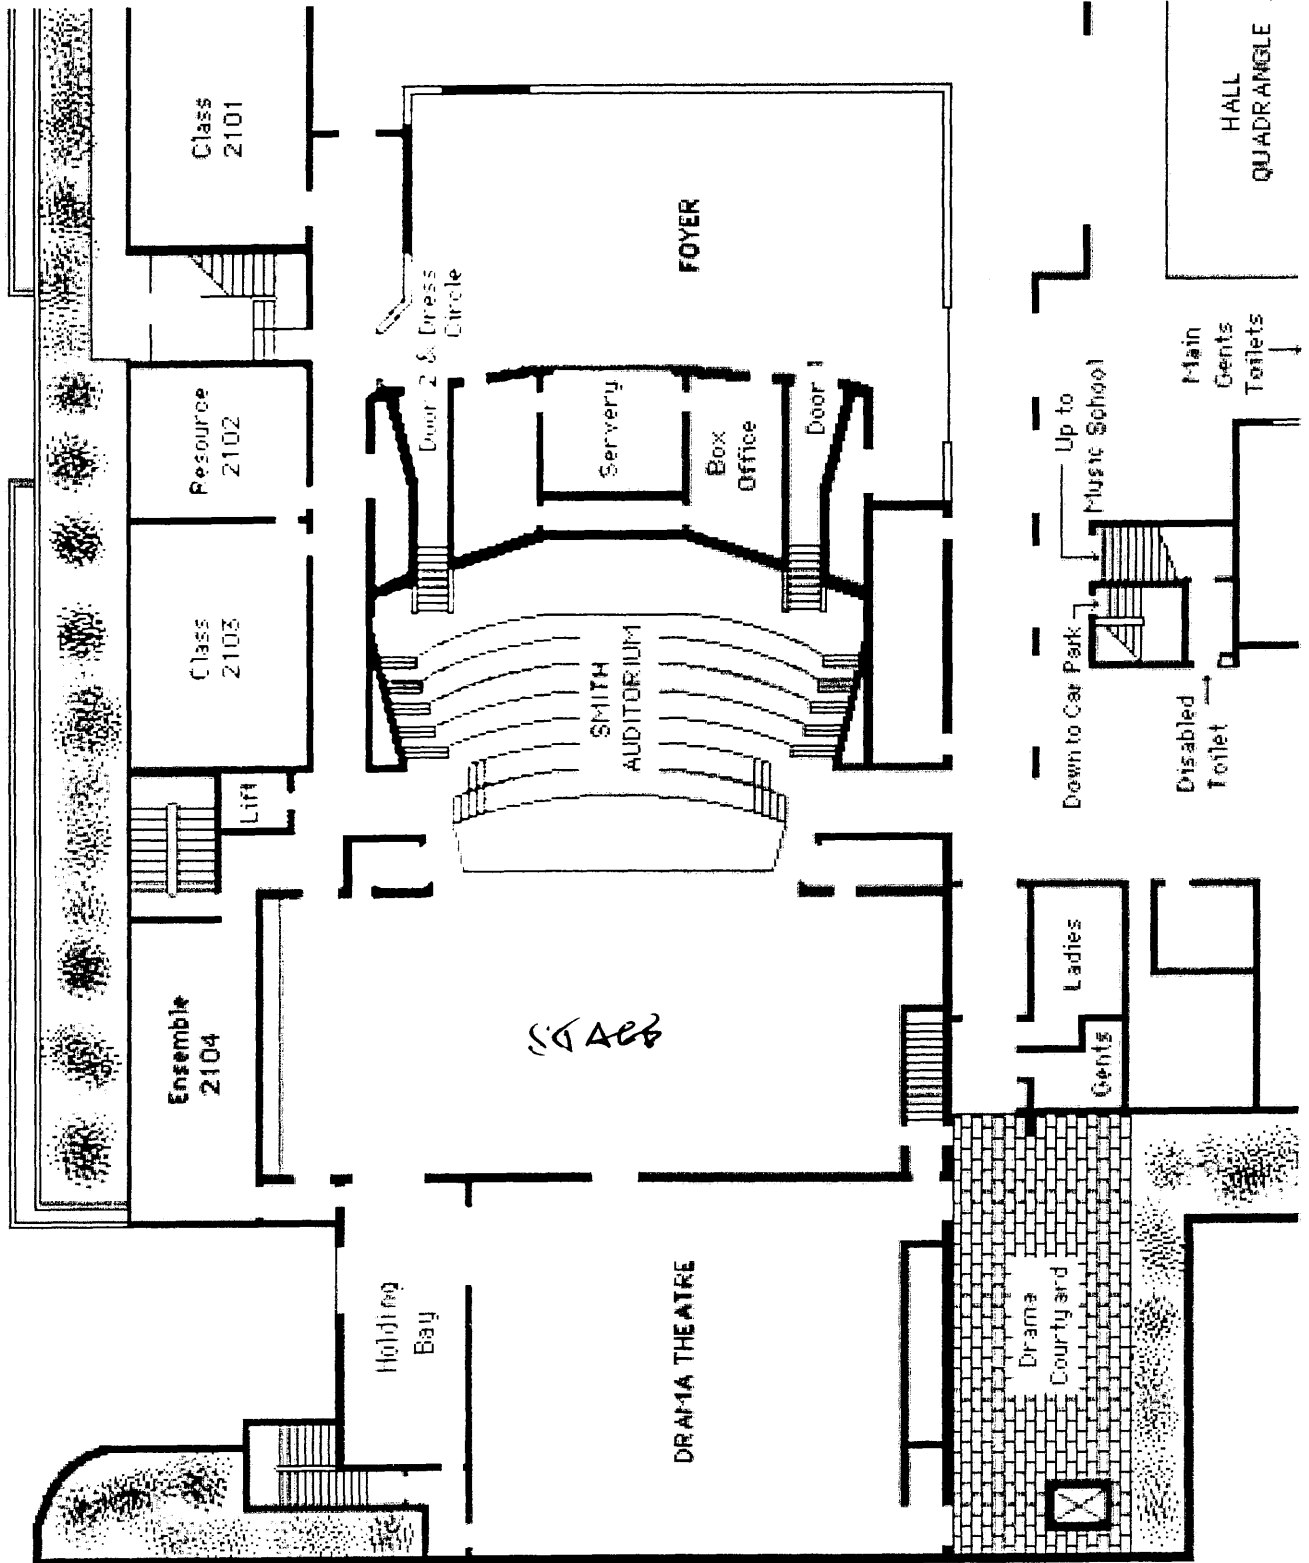 Class
2101
HALL
QUADRANGLE
FOYER
Door 2 & Dress
Circle
Resource
2102
Servery
Box
Office
Door 1
Up to
Music School
Main
Gents
Toilets
Class
2103
SMITH
AUDITORIUM
Down to Car Park
Disabled
Toilet
Lift
Ensemble
2104
STAGE
Ladies
Gents
Holding
Bay
DRAMA THEATRE
Drama
Courtyard